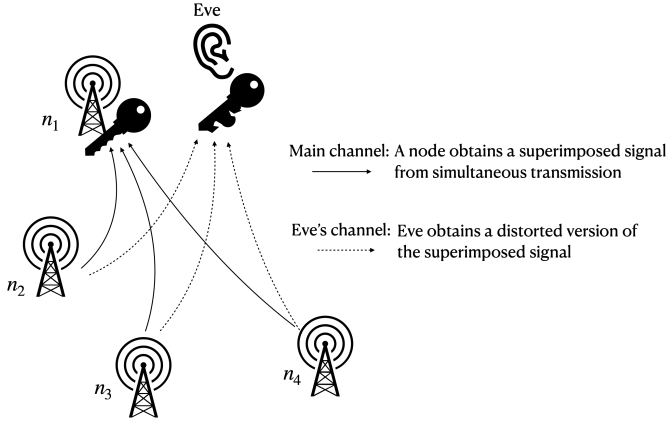 Eve
n1
Main channel: A node obtains a superimposed signal
from simultaneous transmission
Eve's channel: Eve obtains a distorted version of
the superimposed signal
n2
n3
n4